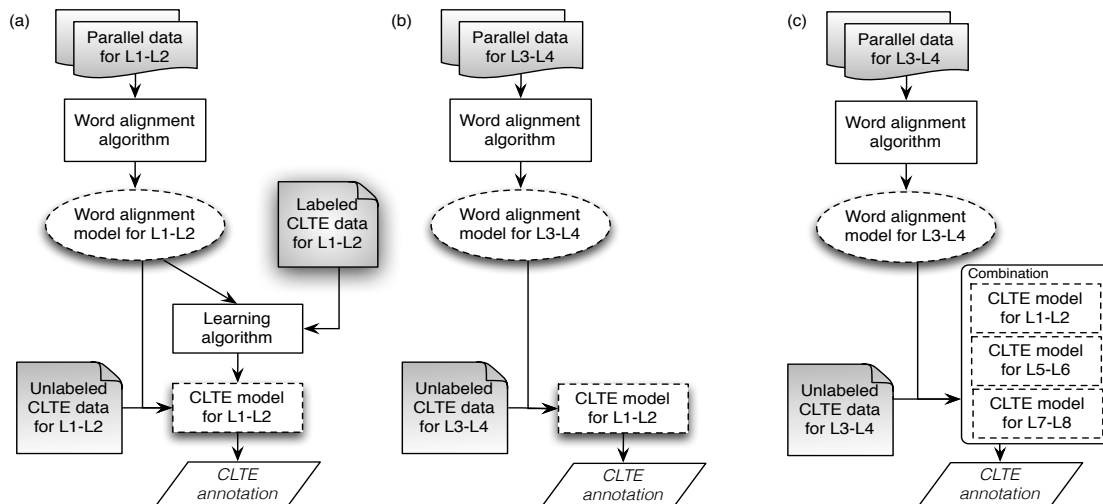 (a)
Parallel data
for L1-L2
Word alignment
algorithm
Word alignment
model for L1-L2
Labeled
CLTE data
for L1-L2
Learning
algorithm
Unlabeled
CLTE data
for L1-L2
CLTE model
for L1-L2
CLTE
annotation
(b)
Parallel data
for L3-L4
Word alignment
algorithm
Word alignment
model for L3-L4
Unlabeled
CLTE data
for L3-L4
CLTE model
for L1-L2
CLTE
annotation
(c)
Parallel data
for L3-L4
Word alignment
algorithm
Word alignment
model for L3-L4
Combination
CLTE model
for L1-L2
CLTE model
for L5-L6
CLTE model
for L7-L8
Unlabeled
CLTE data
for L3-L4
CLTE
annotation